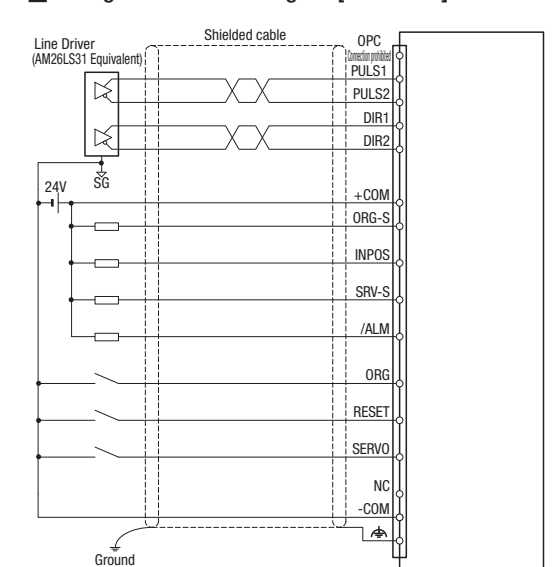 Shielded cable
Line Driver
(AM26LS31 Equivalent)
OPC
Connection prohibited
PULS1
PULS2
DIR1
DIR2
SG
24V
+COM
ORG-S
INPOS
SRV-S
/ALM
ORG
RESET
SERVO
NC
-COM
Ground